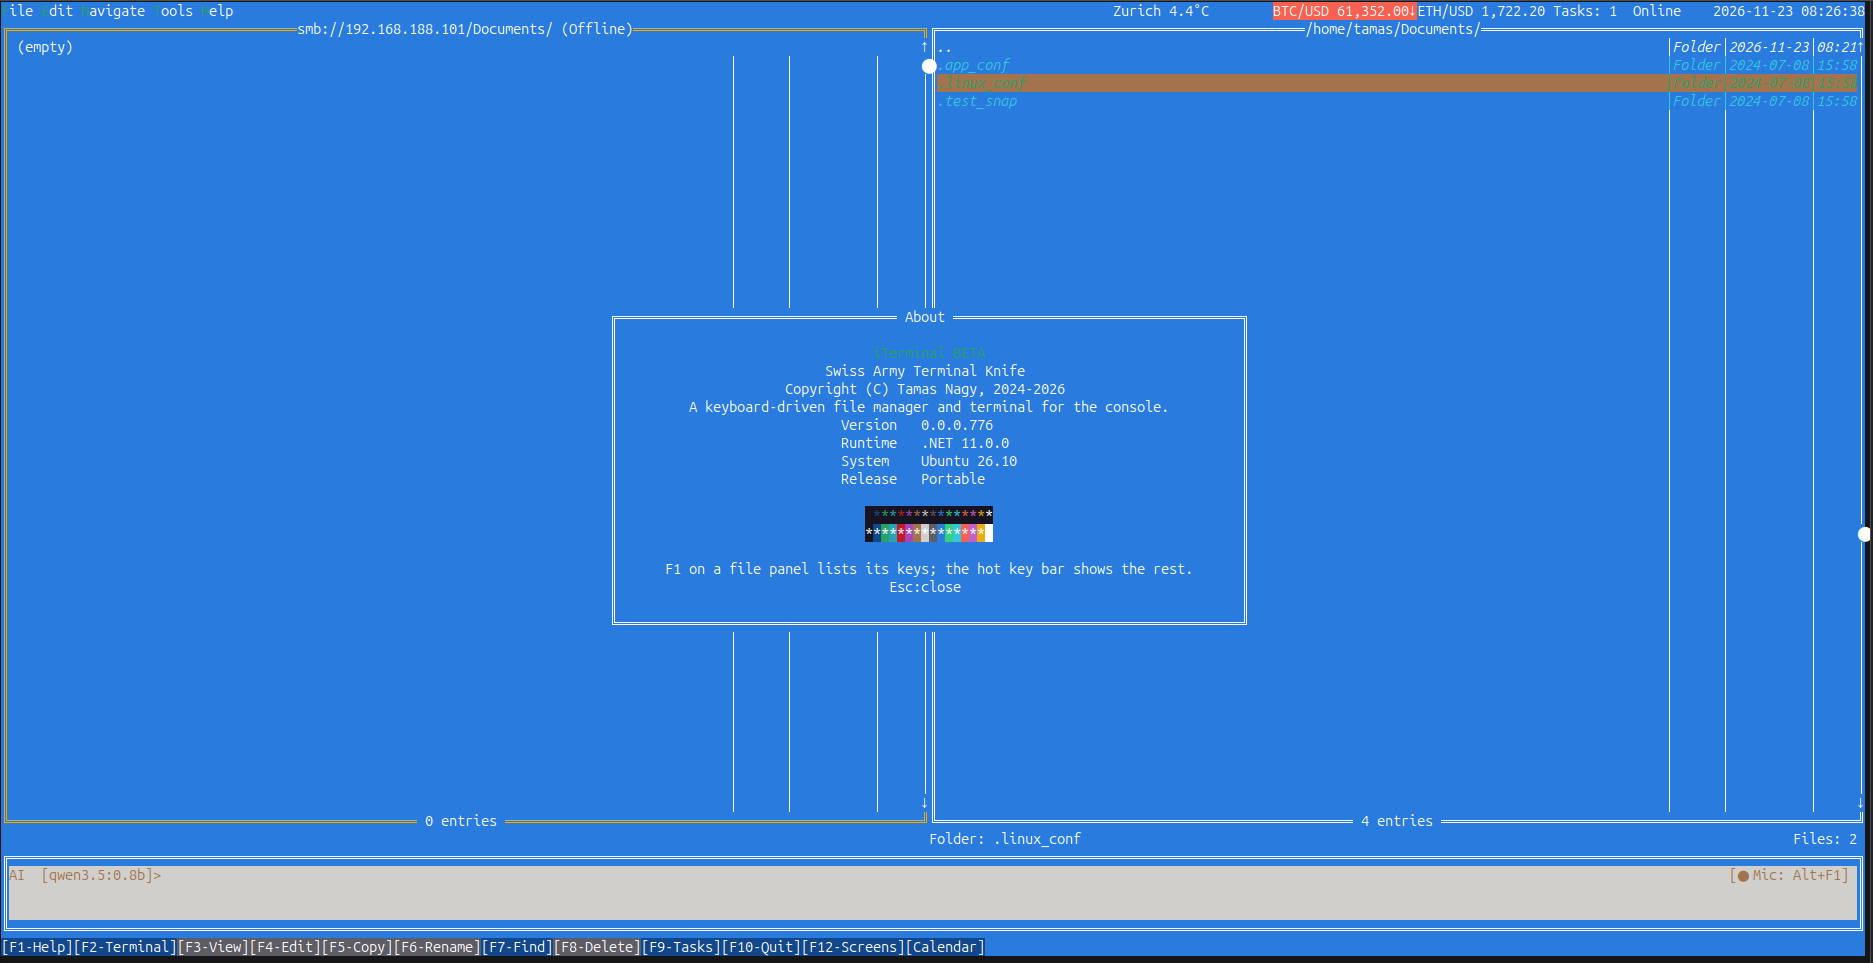 File Edit Navigate Tools Help
Zurich 4.4°C BTC/USD 61,352.00↓ETH/USD 1,722.20 Tasks: 1 Online 2026-11-23 08:26:38
smb://192.168.188.101/Documents/ (Offline)
(empty)
0 entries
/home/tamas/Documents/
.. Folder 2026-11-23 08:21
.app_conf Folder 2024-07-08 15:58
.linux_conf Folder 2024-07-08 15:58
.test_snap Folder 2024-07-08 15:58
4 entries
About
iTerminal BETA
Swiss Army Terminal Knife
Copyright (C) Tamas Nagy, 2024-2026
A keyboard-driven file manager and terminal for the console.
Version 0.0.0.776
Runtime .NET 11.0.0
System Ubuntu 26.10
Release Portable
***************
***************
F1 on a file panel lists its keys; the hot key bar shows the rest.
Esc:close
Folder: .linux_conf Files: 2
AI [qwen3.5:0.8b]> [●Mic: Alt+F1]
[F1-Help][F2-Terminal][F3-View][F4-Edit][F5-Copy][F6-Rename][F7-Find][F8-Delete][F9-Tasks][F10-Quit][F12-Screens][Calendar]